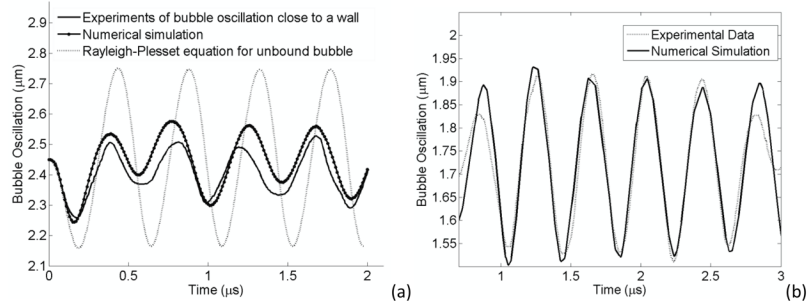 Experiments of bubble oscillation close to a wall
Numerical simulation
Rayleigh-Plesset equation for unbound bubble
Bubble Oscillation (μm)
2.9
2.8
2.7
2.6
2.5
2.4
2.3
2.2
2.1
0
0.5
1
1.5
2
Time (μs)
(a)
Experimental Data
Numerical Simulation
Bubble Oscillation (μm)
2
1.95
1.9
1.85
1.8
1.75
1.7
1.65
1.6
1.55
1
1.5
2
2.5
3
Time (μs)
(b)